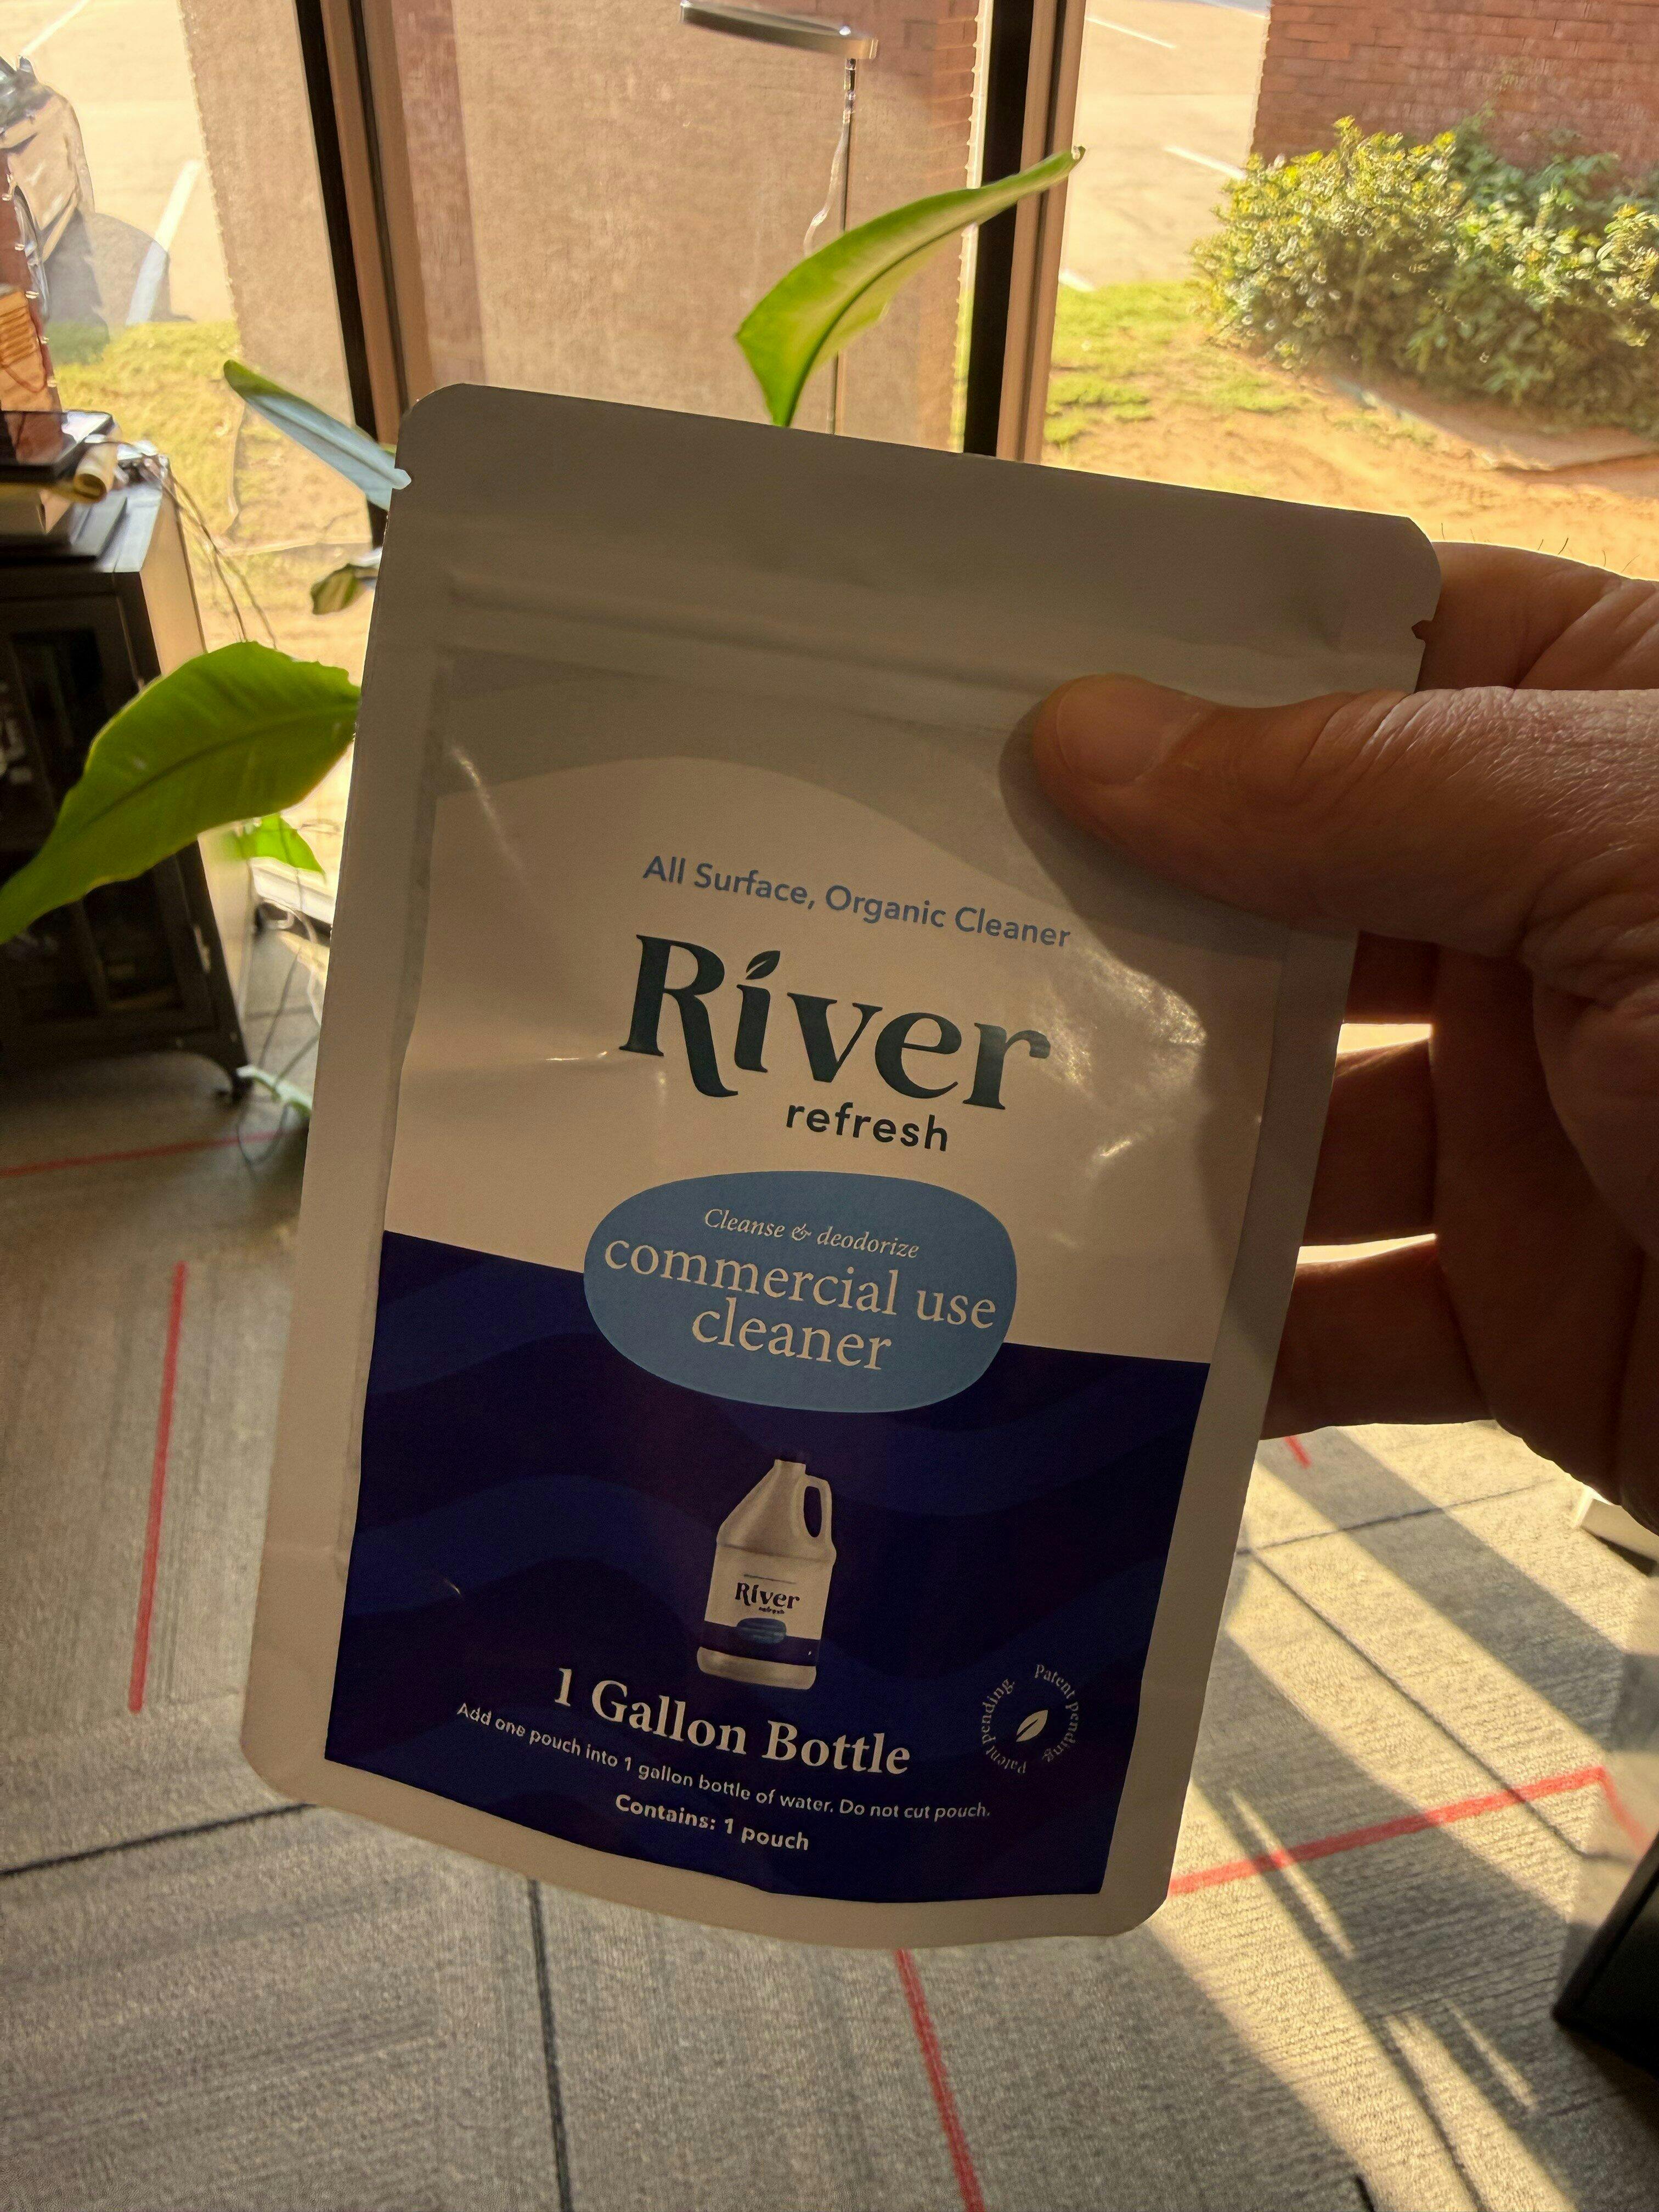 All Surface, Organic Cleaner
River
refresh
Cleanse & deodorize
commercial use
cleaner
River
refresh
1 Gallon Bottle
Add one pouch into 1 gallon bottle of water. Do not cut pouch.
Contains: 1 pouch
Patent pending. Patent pending.